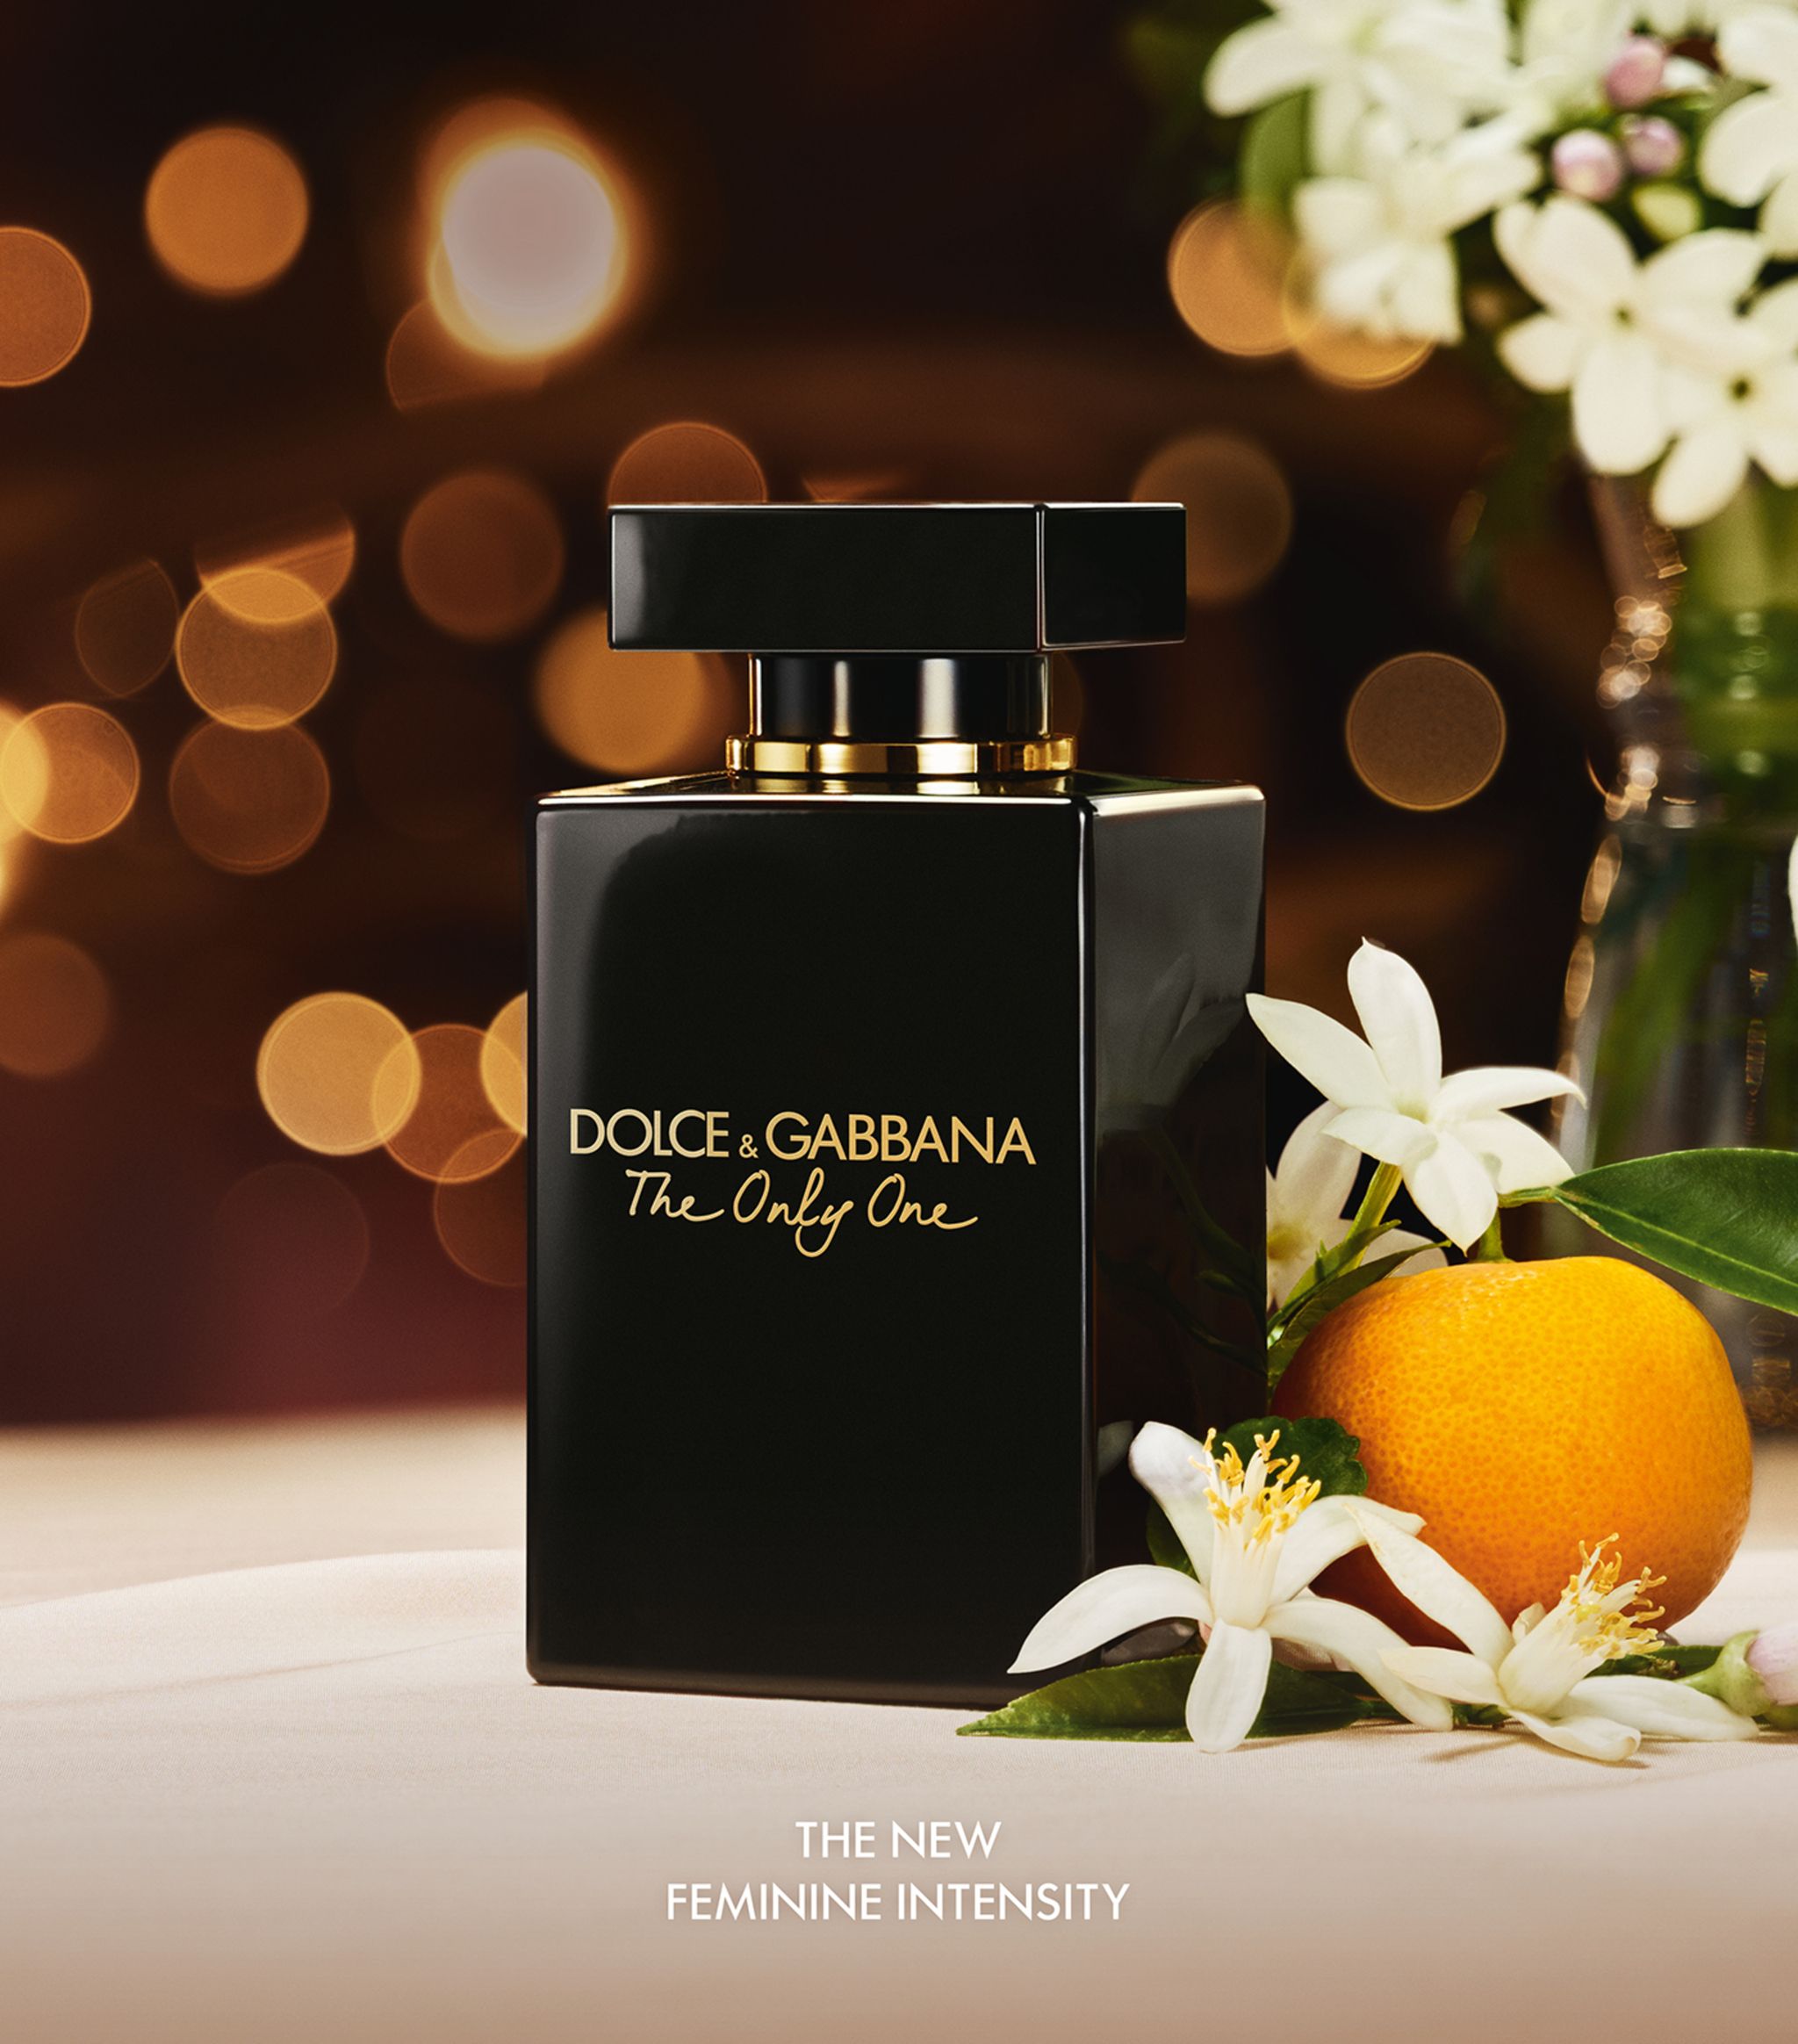 DOLCE & GABBANA
The Only One
THE NEW
FEMININE INTENSITY